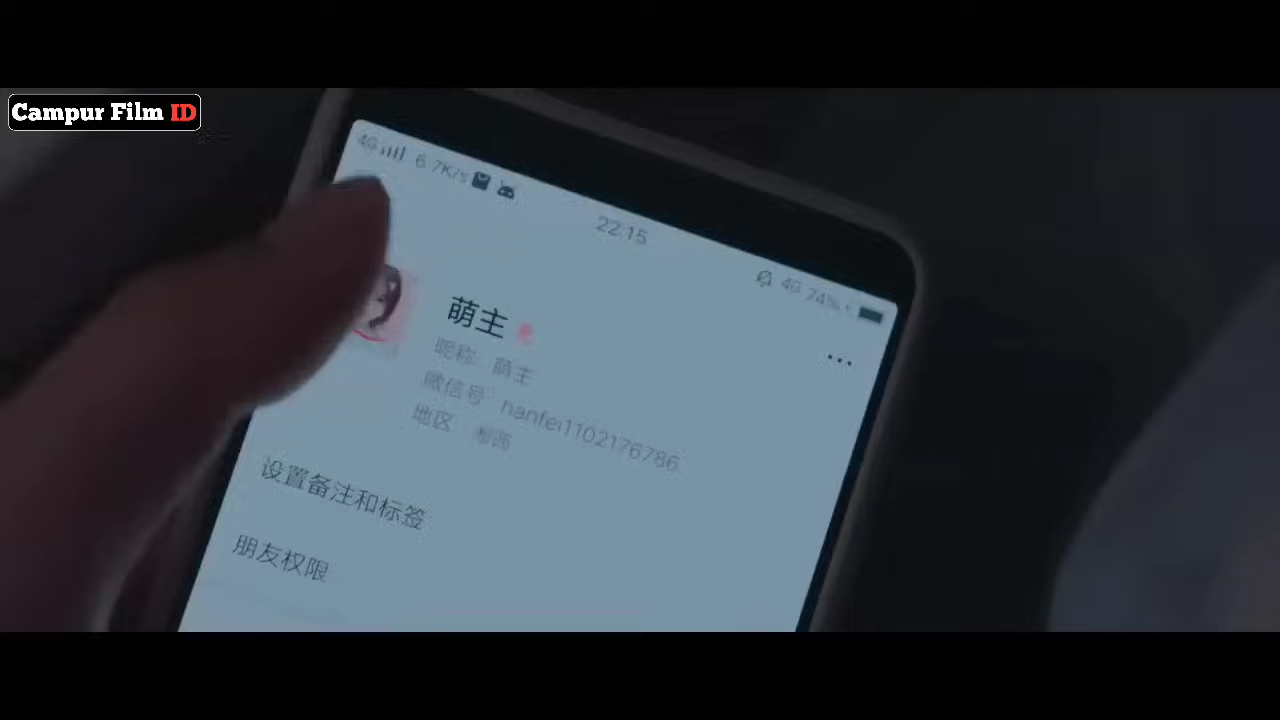 Campur Film ID
4G 6.7K/s
22:15
4G 74%
萌主
昵称: 萌主
微信号: hanfei1102176786
地区:
设置备注和标签
朋友权限